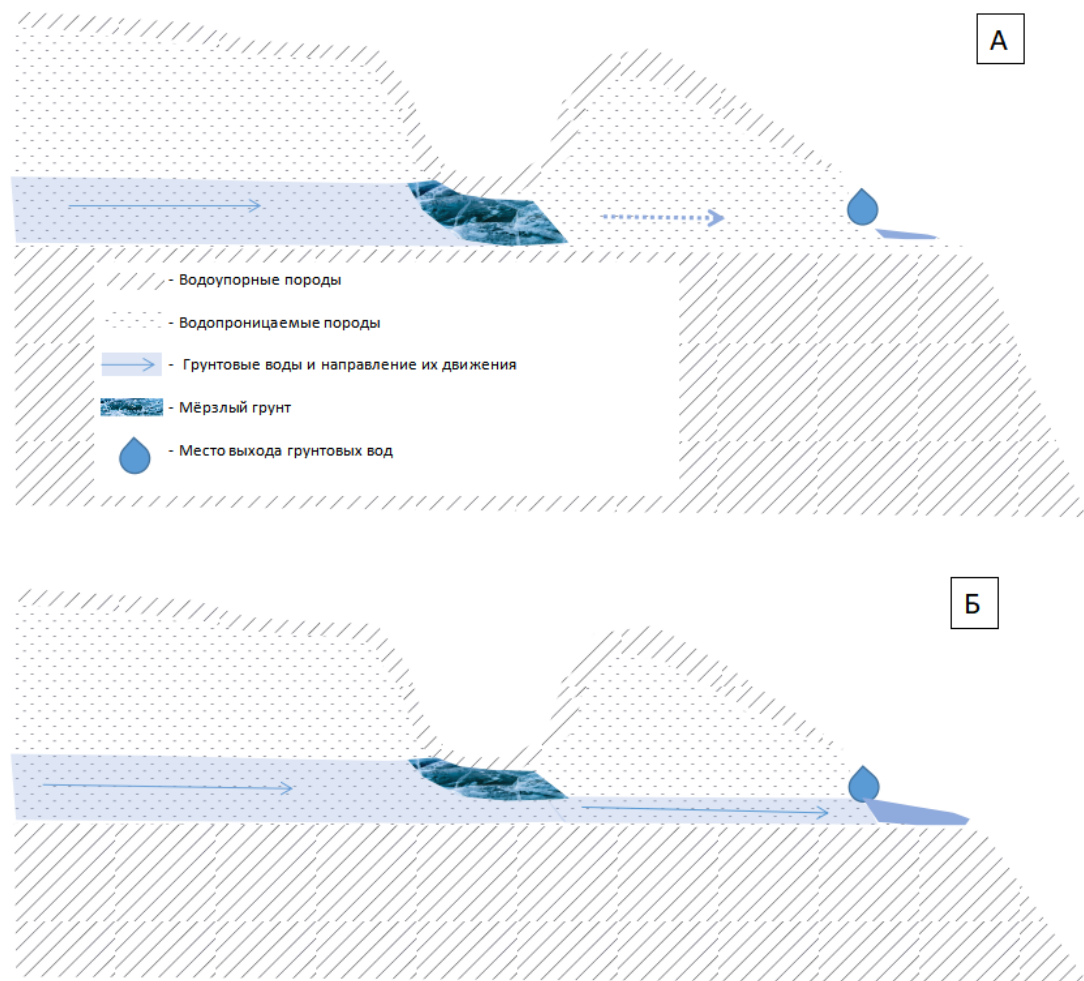 А
- Водоупорные породы
- Водопроницаемые породы
- Грунтовые воды и направление их движения
- Мёрзлый грунт
- Место выхода грунтовых вод
Б